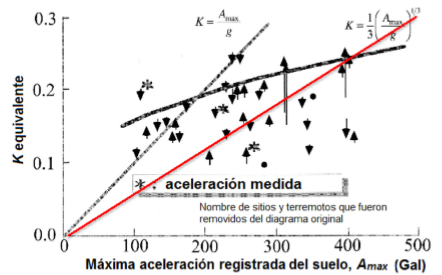 K = A_max / g
K = 1/3 (A_max / g)^1/3
K equivalente
0.3
0.2
0.1
0.0
* , aceleración medida
Nombre de sitios y terremotos que fueron
removidos del diagrama original
0 100 200 300 400 500
Máxima aceleración registrada del suelo, Amax (Gal)